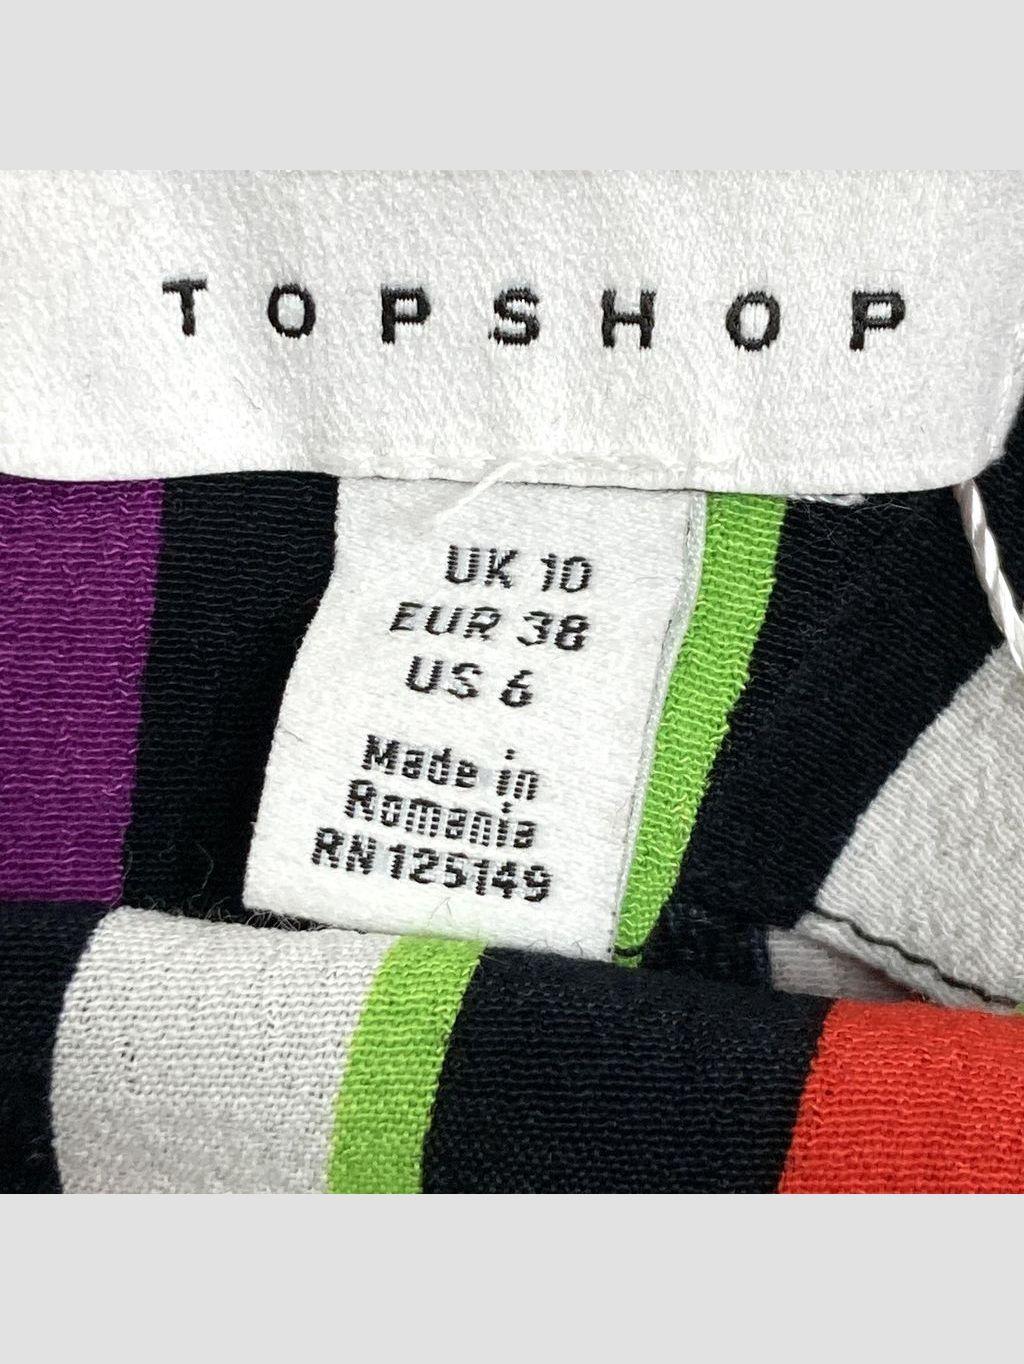 TOPSHOP
UK 10
EUR 38
US 6
Made in
Romania
RN 125149